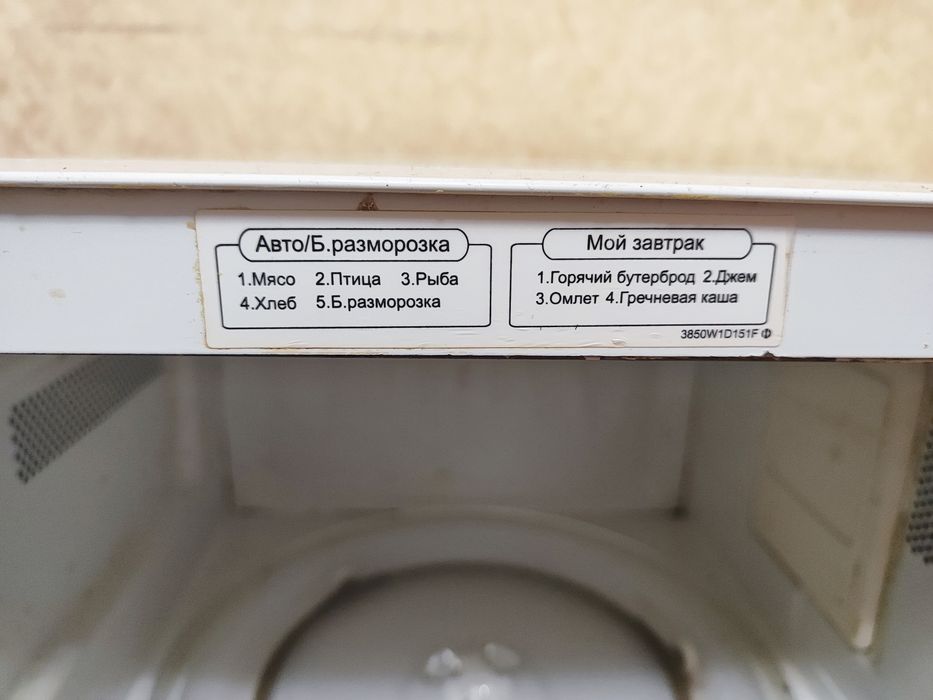 Авто/Б.разморозка
1.Мясо 2.Птица 3.Рыба
4.Хлеб 5.Б.разморозка
Мой завтрак
1.Горячий бутерброд 2.Джем
3.Омлет 4.Гречневая каша
3850W1D151F Ф